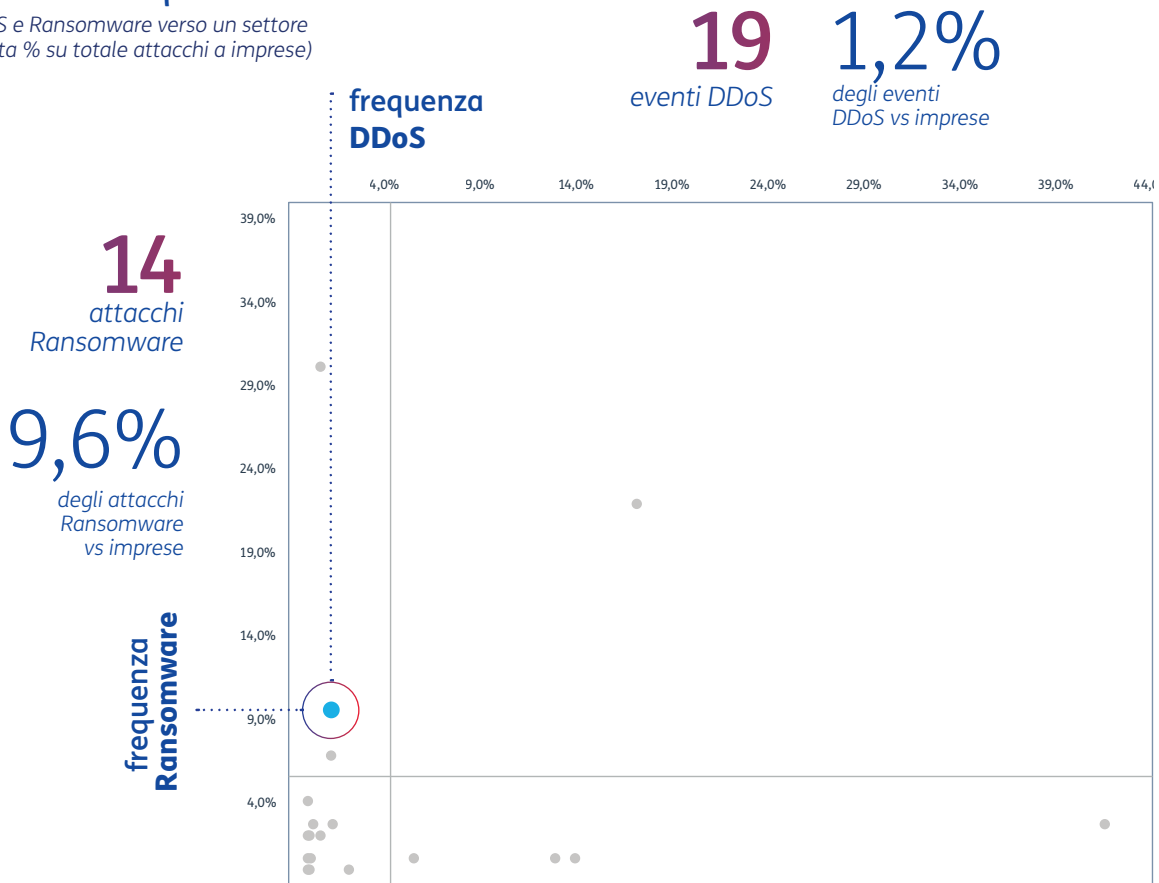 S e Ransomware verso un settore
ta % su totale attacchi a imprese)
19
eventi DDoS
1,2%
degli eventi
DDoS vs imprese
frequenza
DDoS
4,0% 9,0% 14,0% 19,0% 24,0% 29,0% 34,0% 39,0% 44,0
39,0%
34,0%
29,0%
24,0%
19,0%
14,0%
9,0%
4,0%
14
attacchi
Ransomware
9,6%
degli attacchi
Ransomware
vs imprese
frequenza
Ransomware